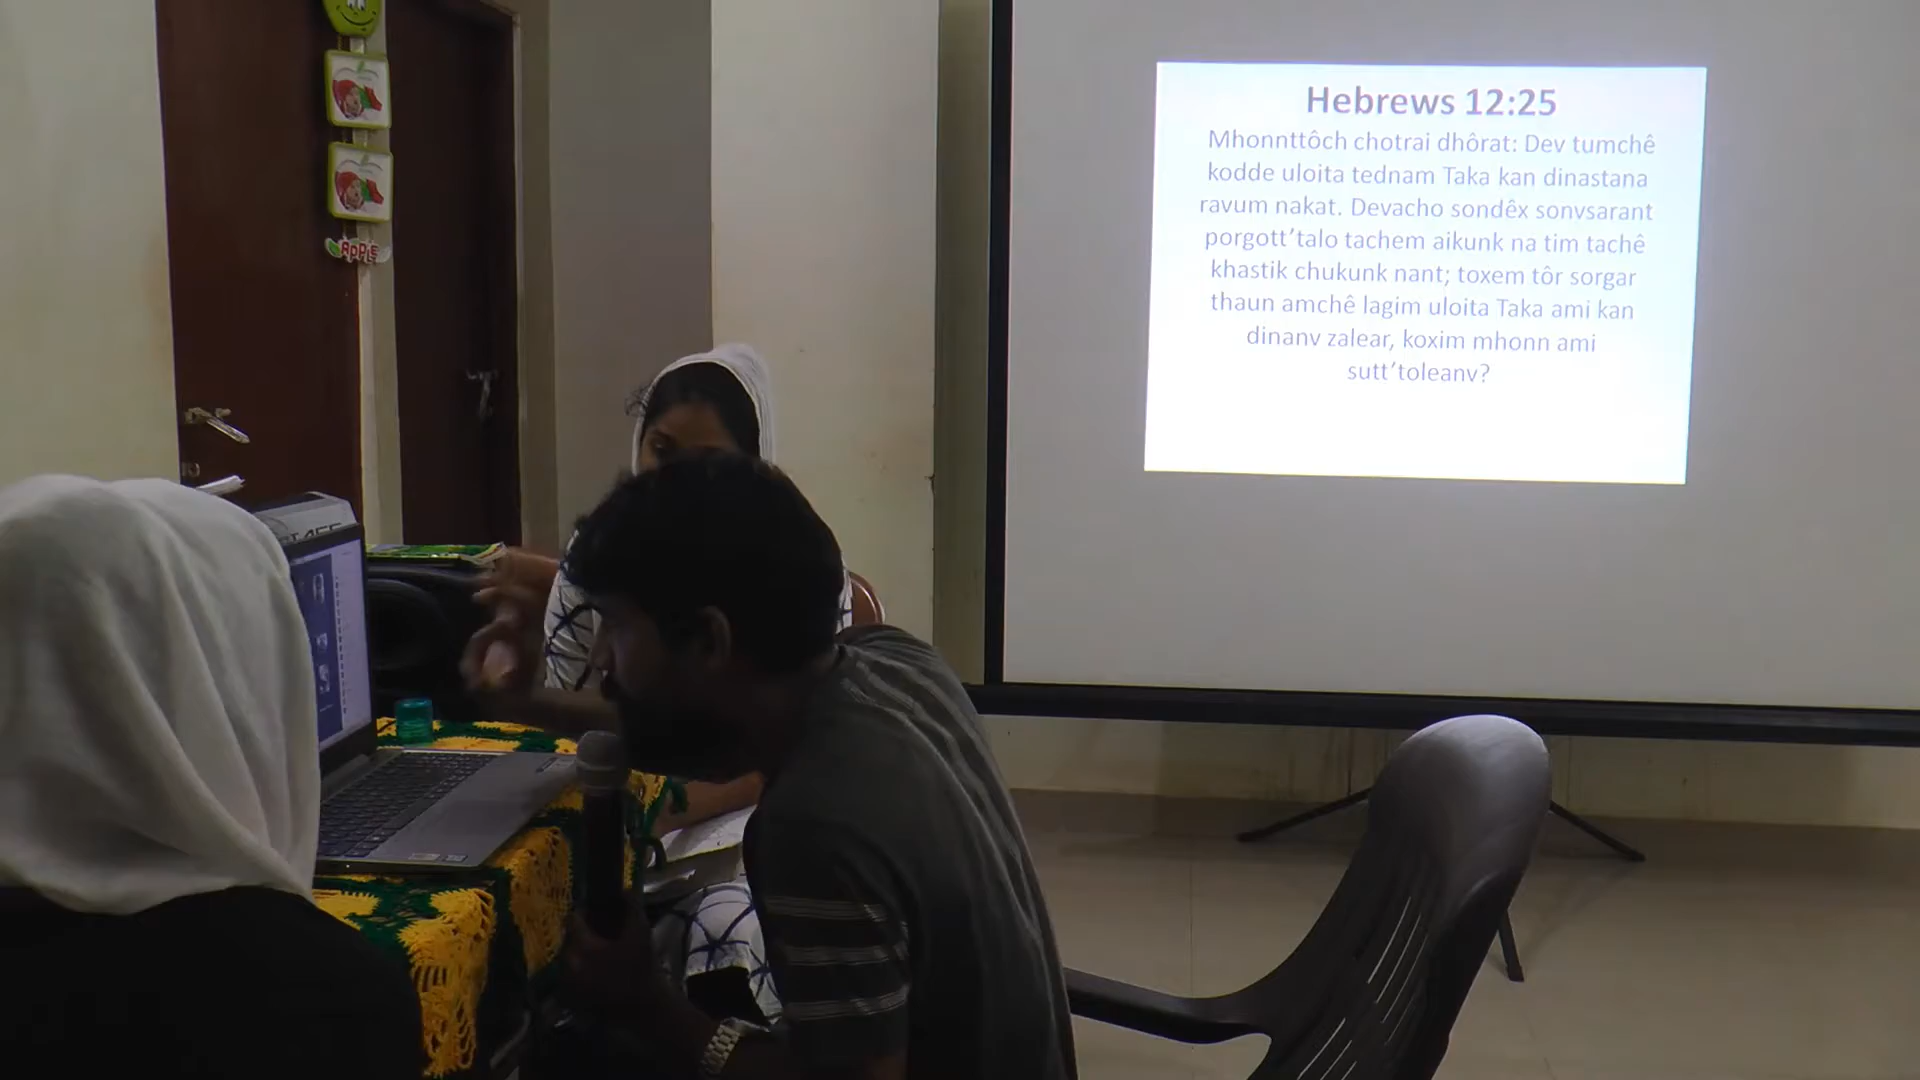 Hebrews 12:25
Mhonnttôch chotrai dhôrat: Dev tumchê
kodde uloita tednam Taka kan dinastana
ravum nakat. Devacho sondêx sonvsarant
porgott’talo tachem aikunk na tim tachê
khastik chukunk nant; toxem tôr sorgar
thaun amchê lagim uloita Taka ami kan
dinanv zalear, koxim mhonn ami
sutt’toleanv?
APPLE